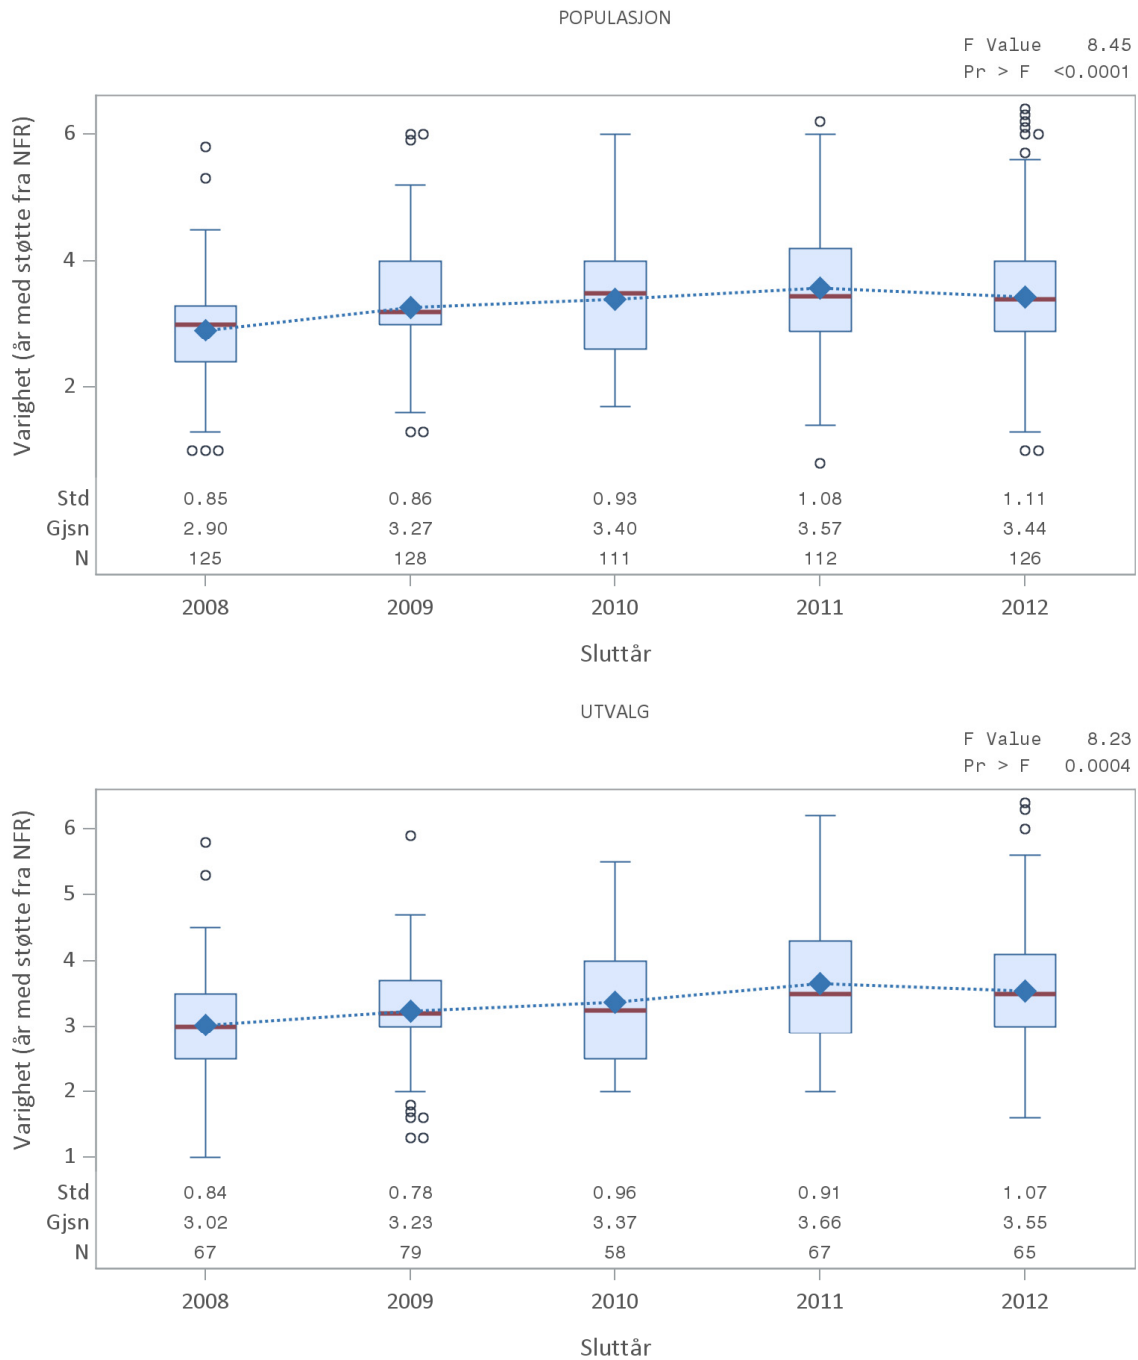 POPULASJON
F Value 8.45
Pr > F <0.0001
Varighet (år med støtte fra NFR)
6
4
2
Std 0.85 0.86 0.93 1.08 1.11
Gjsn 2.90 3.27 3.40 3.57 3.44
N 125 128 111 112 126
2008 2009 2010 2011 2012
Sluttår
UTVALG
F Value 8.23
Pr > F 0.0004
Varighet (år med støtte fra NFR)
6
5
4
3
2
1
Std 0.84 0.78 0.96 0.91 1.07
Gjsn 3.02 3.23 3.37 3.66 3.55
N 67 79 58 67 65
2008 2009 2010 2011 2012
Sluttår